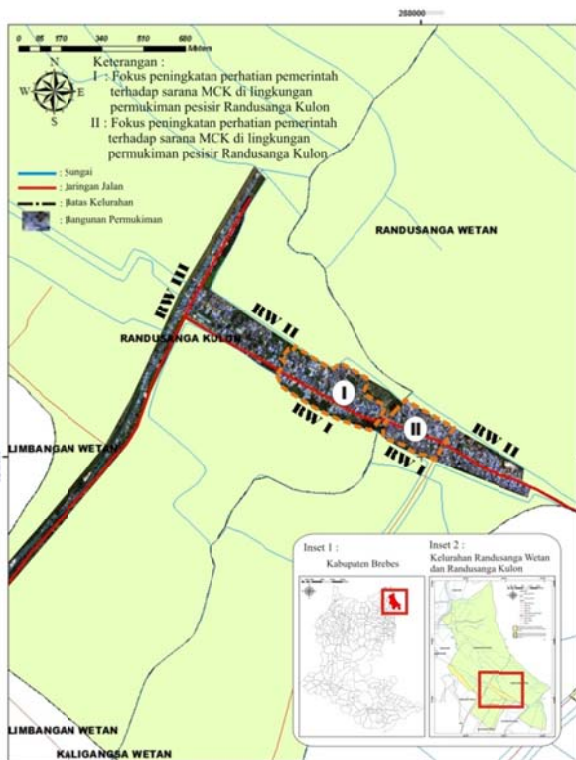 280000
0 85 170 340 510 680
Meters
N
W E
S
Keterangan :
I : Fokus peningkatan perhatian pemerintah
terhadap sarana MCK di lingkungan
permukiman pesisir Randusanga Kulon
II : Fokus peningkatan perhatian pemerintah
terhadap sarana MCK di lingkungan
permukiman pesisir Randusanga Kulon
: Sungai
: Jaringan Jalan
: Batas Kelurahan
: Bangunan Permukiman
RANDUSANGA WETAN
RW III
RW II
RANDUSANGA KULON
I
II
RW I
RW I
RW II
LIMBANGAN WETAN
Inset 1 :
Kabupaten Brebes
Inset 2 :
Kelurahan Randusanga Wetan
dan Randusanga Kulon
LIMBANGAN WETAN
KALIGANGSA WETAN